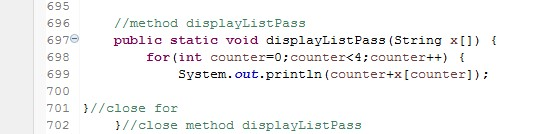 695
696 //method displayListPass
697 public static void displayListPass(String x[]) {
698 for(int counter=0;counter<4;counter++) {
699 System.out.println(counter+x[counter]);
700
701 }//close for
702 }//close method displayListPass